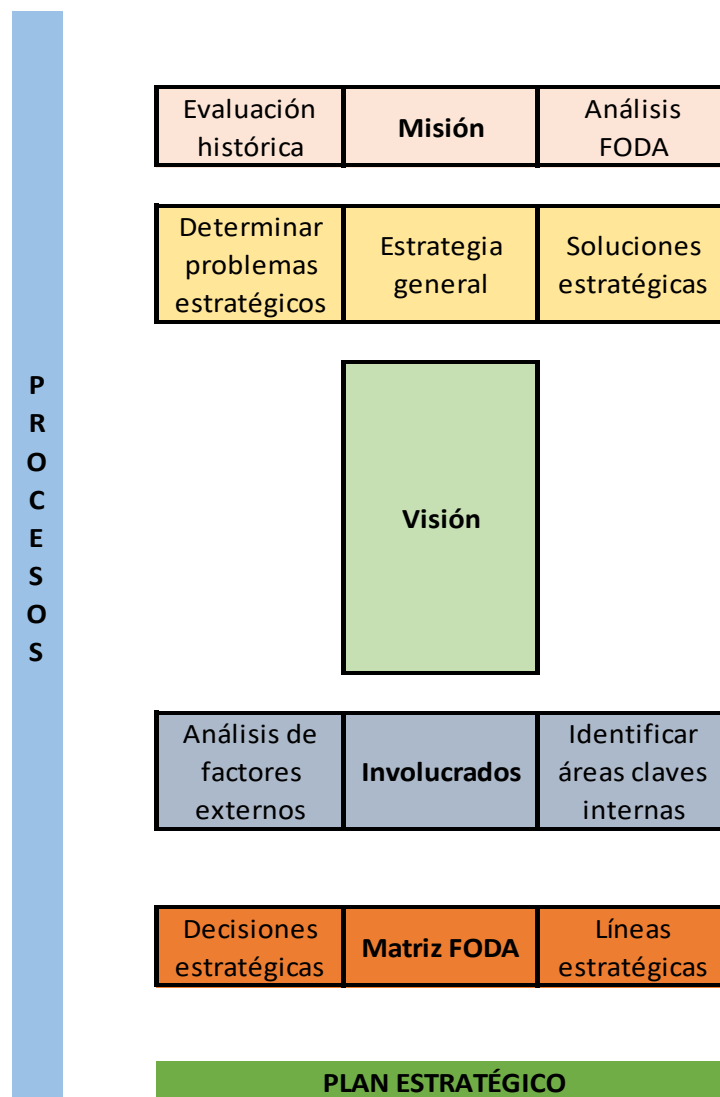 Evaluación
histórica
Misión
Análisis
FODA
Determinar
problemas
estratégicos
Estrategia
general
Soluciones
estratégicas
P
R
O
C
E
S
O
S
Visión
Análisis de
factores
externos
Involucrados
Identificar
áreas claves
internas
Decisiones
estratégicas
Matriz FODA
Líneas
estratégicas
PLAN ESTRATÉGICO